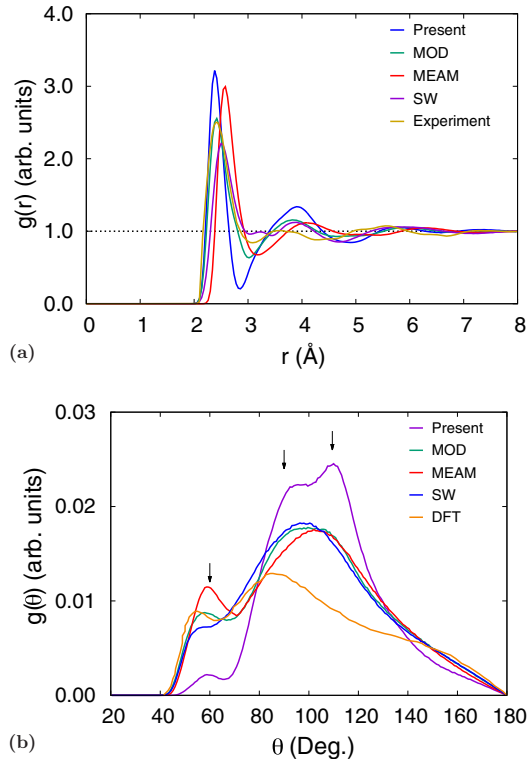 4.0
3.0
2.0
1.0
0.0
g(r) (arb. units)
Present
MOD
MEAM
SW
Experiment
0 1 2 3 4 5 6 7 8
r (Å)
(a)
0.03
0.02
0.01
0.00
g(θ) (arb. units)
Present
MOD
MEAM
SW
DFT
20 40 60 80 100 120 140 160 180
θ (Deg.)
(b)